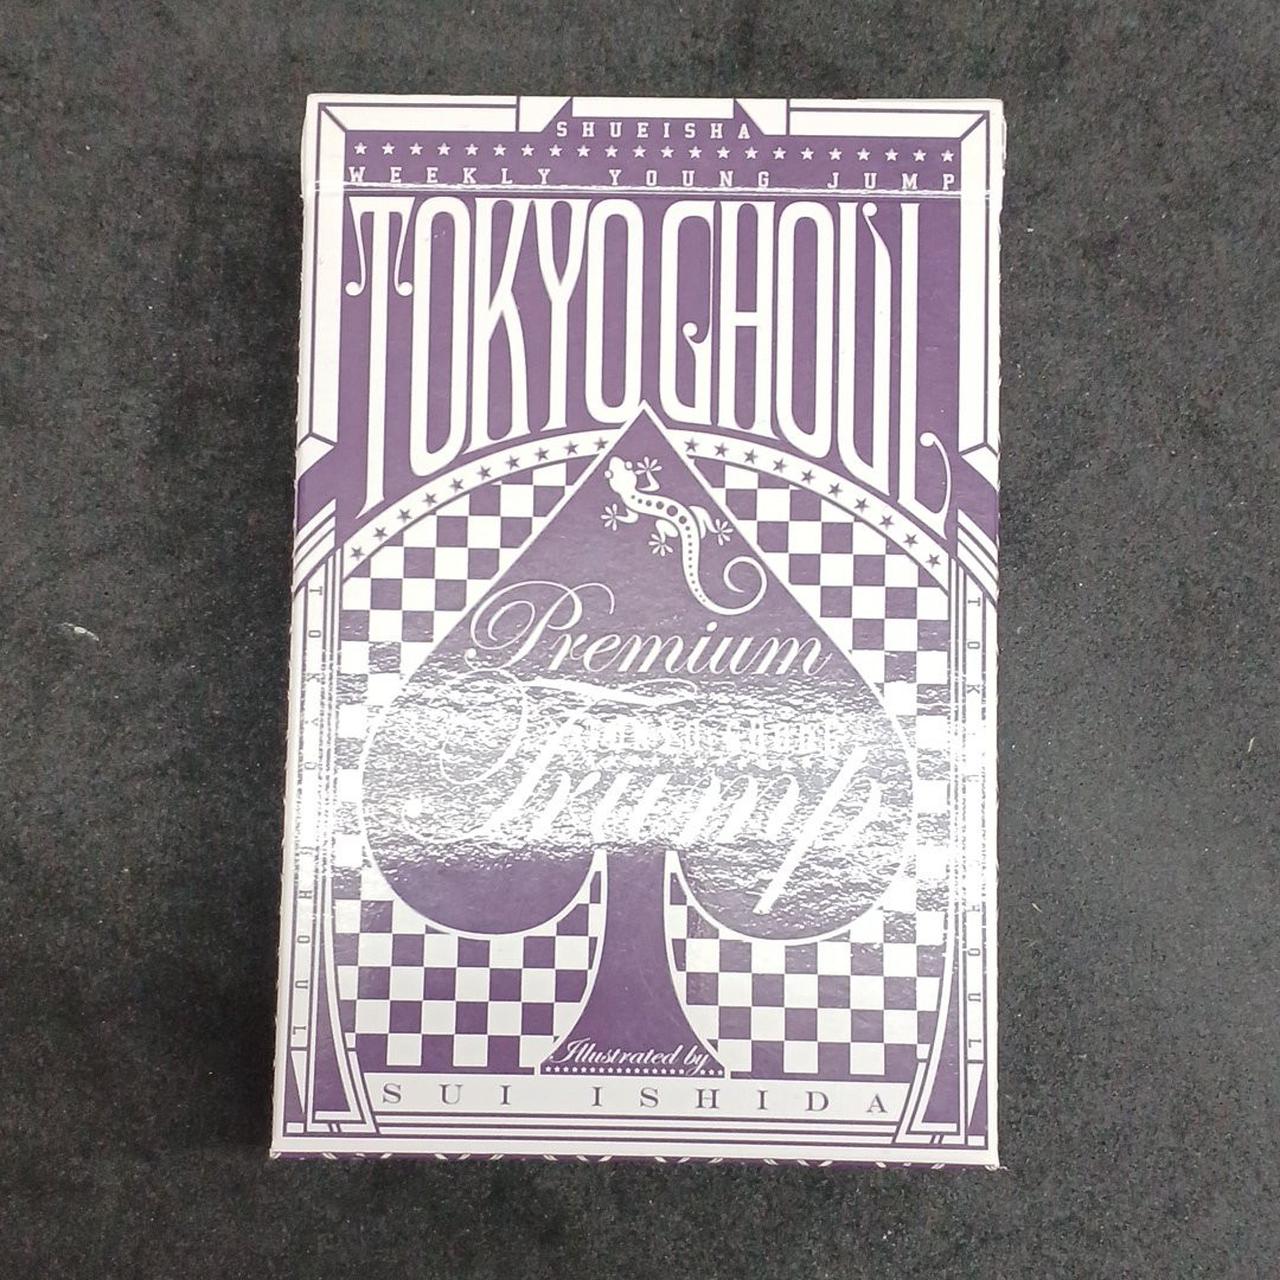 SHUEISHA
WEEKLY YOUNG JUMP
TOKYO GHOUL
Premium
Trump
Illustrated by
SUI ISHIDA
TOKYO GHOUL
TOKYO GHOUL